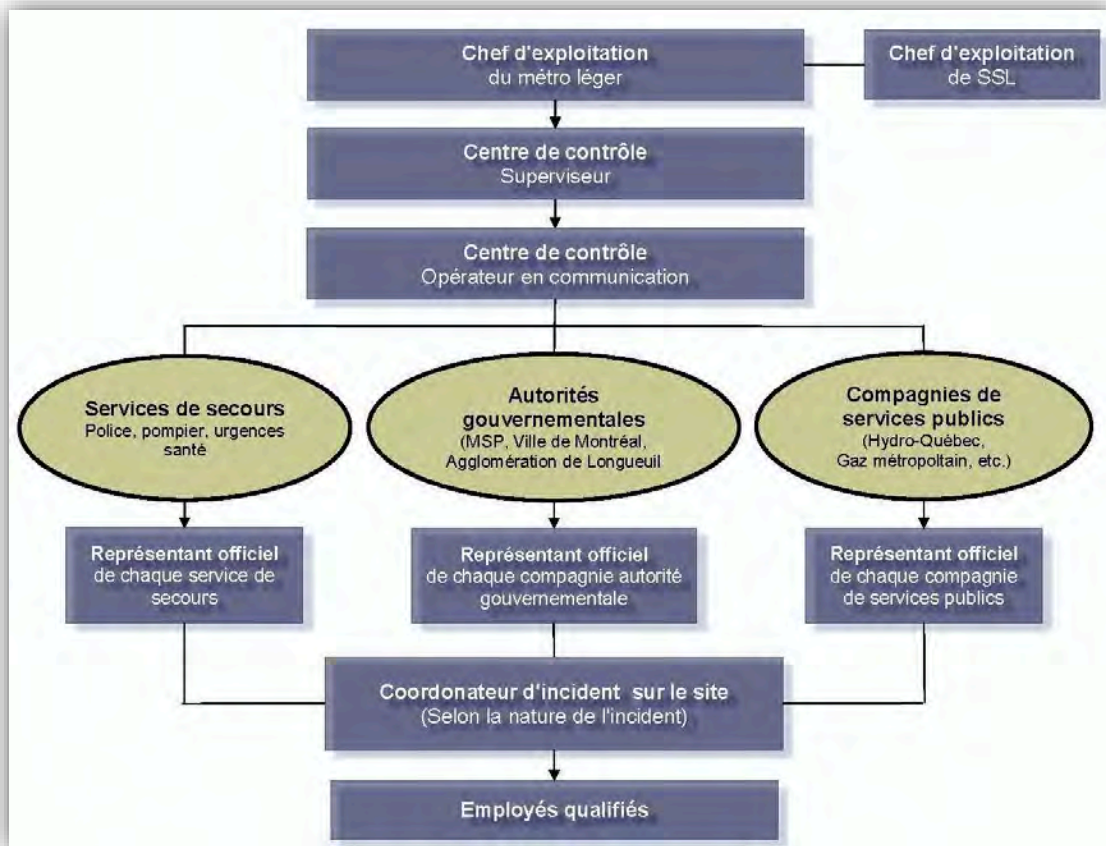 Chef d'exploitation
du métro léger
Chef d'exploitation
de SSL
Centre de contrôle
Superviseur
Centre de contrôle
Opérateur en communication
Services de secours
Police, pompier, urgences
santé
Autorités
gouvernementales
(MSP, Ville de Montréal,
Agglomération de Longueuil
Compagnies de
services publics
(Hydro-Québec,
Gaz métropoltain, etc.)
Représentant officiel
de chaque service de
secours
Représentant officiel
de chaque compagnie autorité
gouvernementale
Représentant officiel
de chaque compagnie
de services publics
Coordonateur d'incident sur le site
(Selon la nature de l'incident)
Employés qualifiés